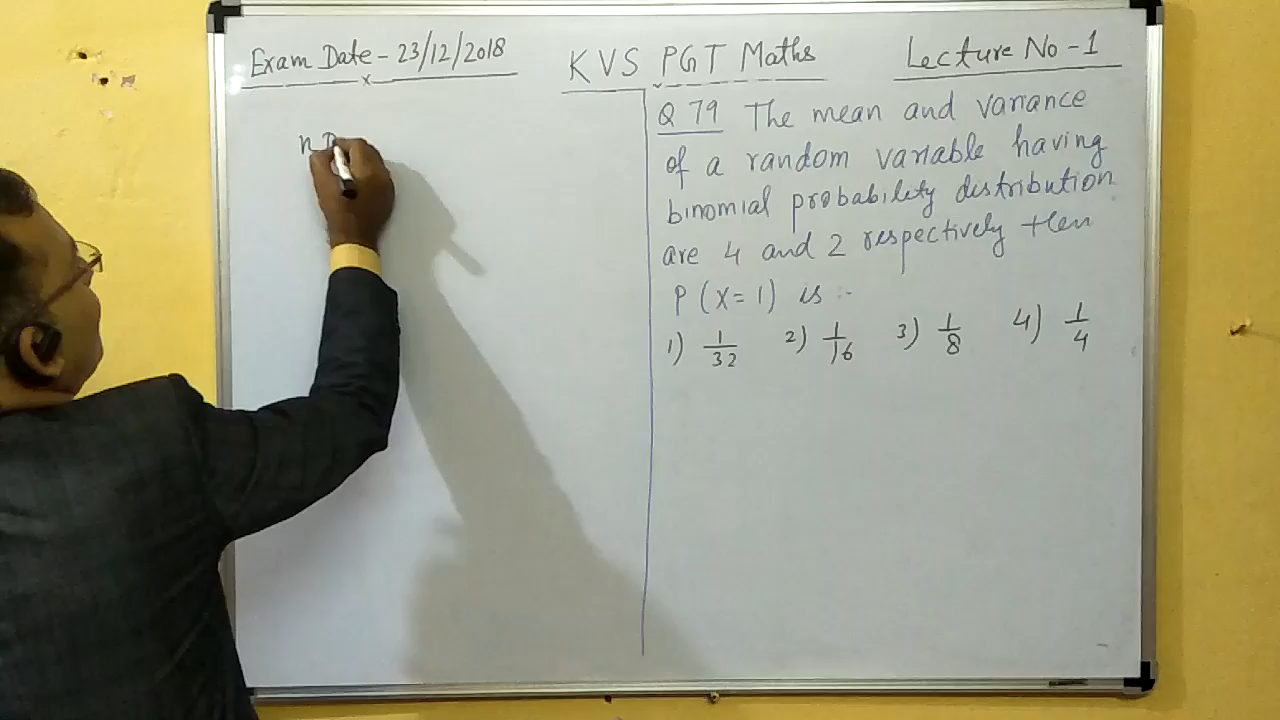 Exam Date - 23/12/2018
KVS PGT Maths
Lecture No - 1
n p
Q 79 The mean and variance
of a random variable having
binomial probability distribution
are 4 and 2 respectively then
P (X = 1) is :-
1) 1/32 2) 1/16 3) 1/8 4) 1/4